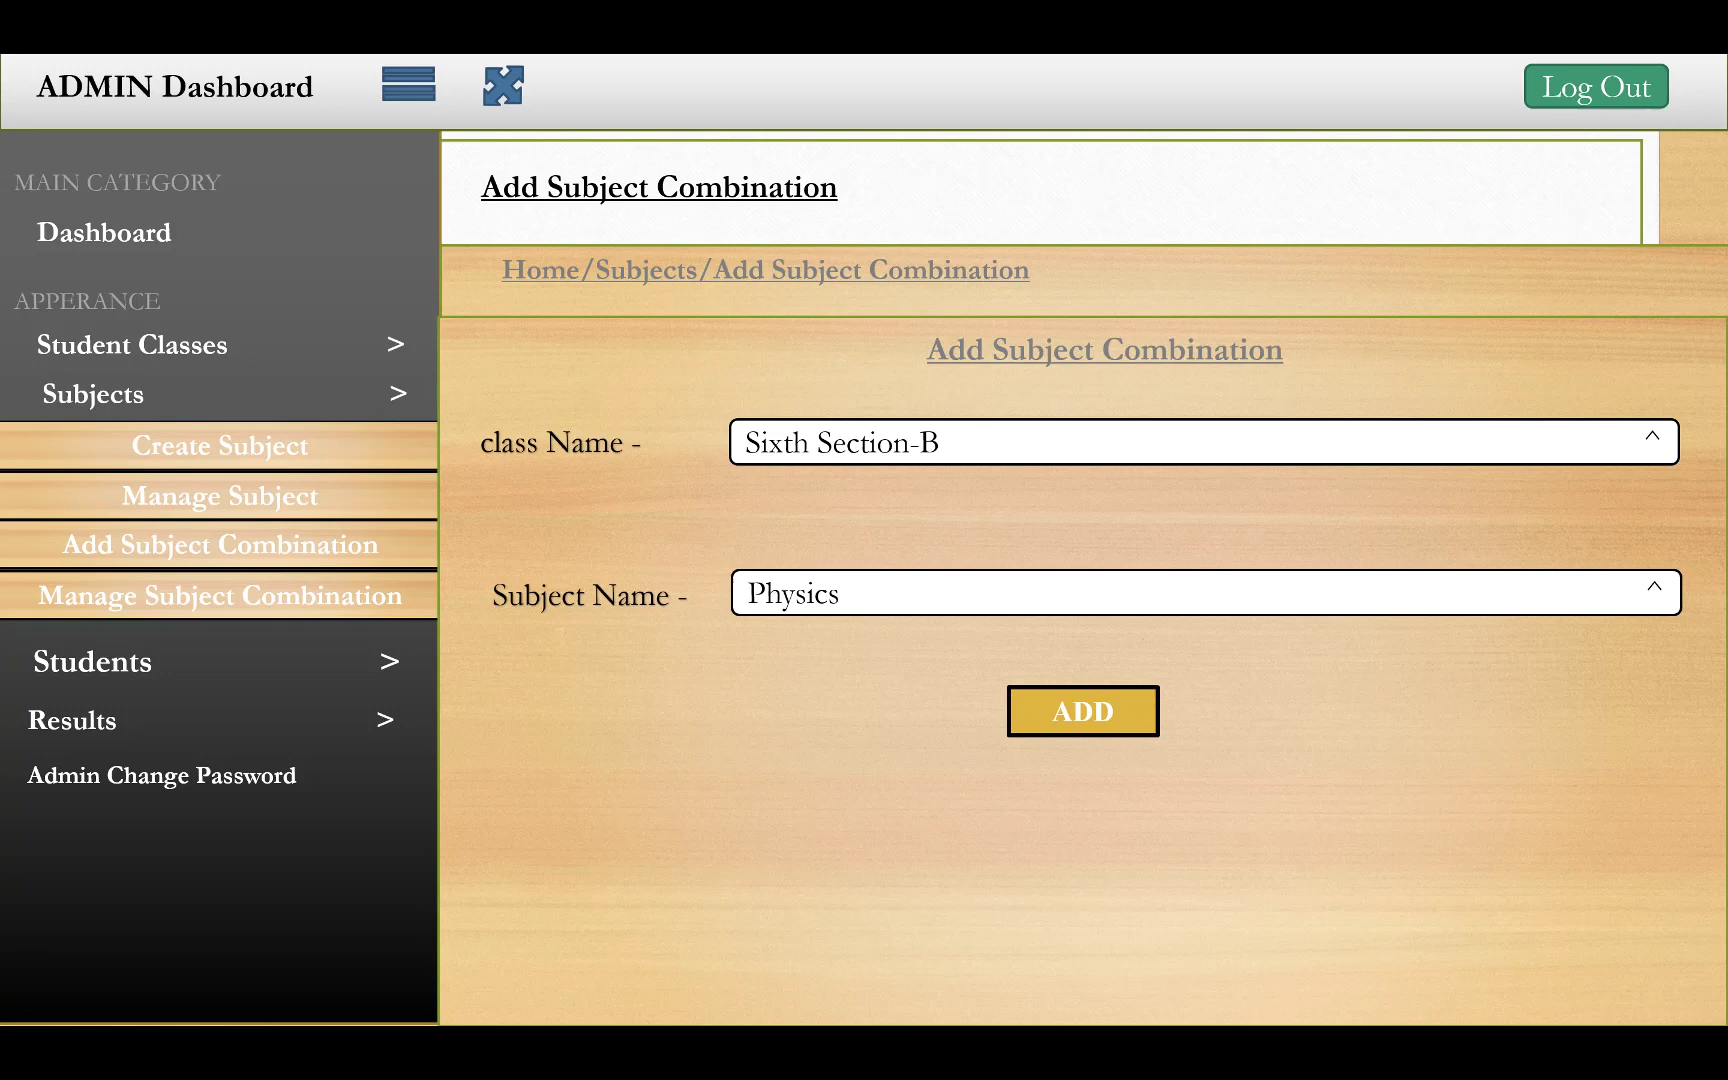 ADMIN Dashboard
Log Out
MAIN CATEGORY
Dashboard
APPERANCE
Student Classes >
Subjects >
Create Subject
Manage Subject
Add Subject Combination
Manage Subject Combination
Students >
Results >
Admin Change Password
Add Subject Combination
Home/Subjects/Add Subject Combination
Add Subject Combination
class Name - Sixth Section-B ^
Subject Name - Physics ^
ADD